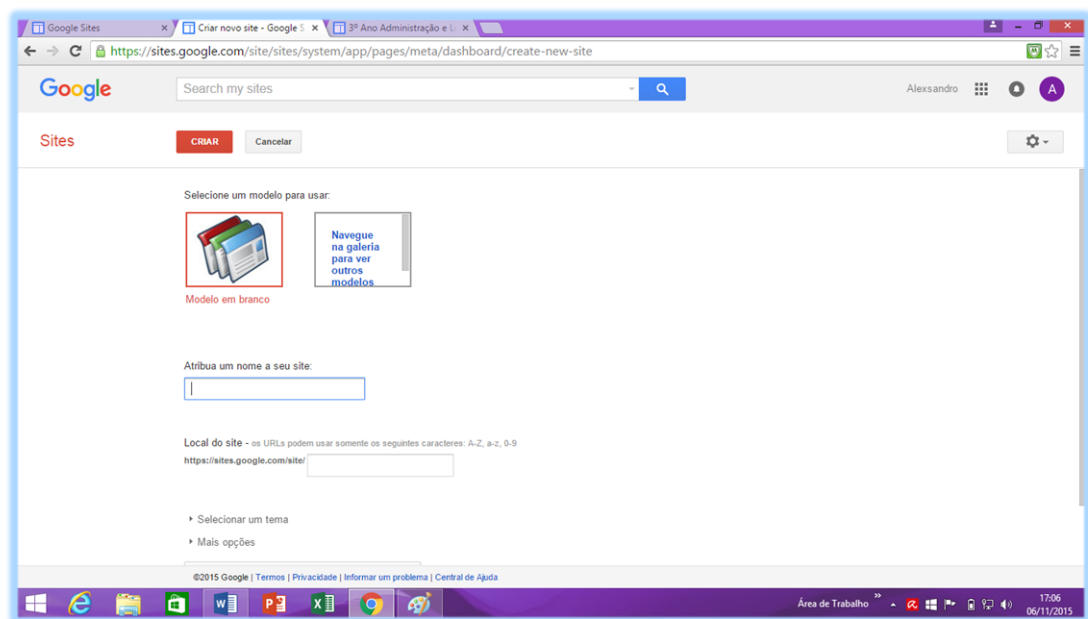 Google Sites
Criar novo site - Google S
3º Ano Administração e L
https://sites.google.com/site/sites/system/app/pages/meta/dashboard/create-new-site
Google
Search my sites
Alexsandro
A
Sites
CRIAR
Cancelar
Selecione um modelo para usar:
Navegue
na galeria
para ver
outros
modelos
Modelo em branco
Atribua um nome a seu site:
Local do site - os URLs podem usar somente os seguintes caracteres: A-Z, a-z, 0-9
https://sites.google.com/site/
Selecionar um tema
Mais opções
©2015 Google | Termos | Privacidade | Informar um problema | Central de Ajuda
Área de Trabalho
17:06
06/11/2015